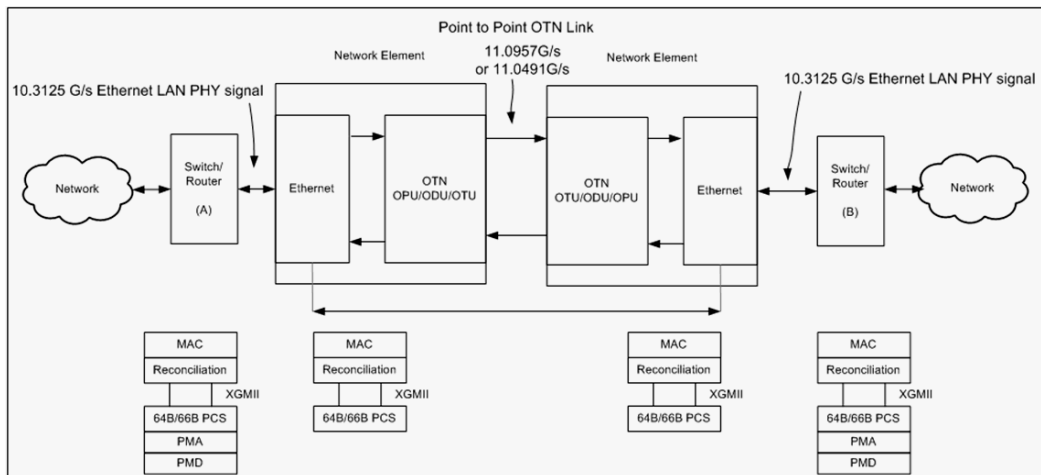 Point to Point OTN Link
Network Element
11.0957G/s
or 11.0491G/s
Network Element
10.3125 G/s Ethernet LAN PHY signal
10.3125 G/s Ethernet LAN PHY signal
Network
Switch/
Router
(A)
Ethernet
OTN
OPU/ODU/OTU
OTN
OTU/ODU/OPU
Ethernet
Switch/
Router
(B)
Network
MAC
Reconciliation
XGMII
64B/66B PCS
PMA
PMD
MAC
Reconciliation
XGMII
64B/66B PCS
MAC
Reconciliation
XGMII
64B/66B PCS
MAC
Reconciliation
XGMII
64B/66B PCS
PMA
PMD